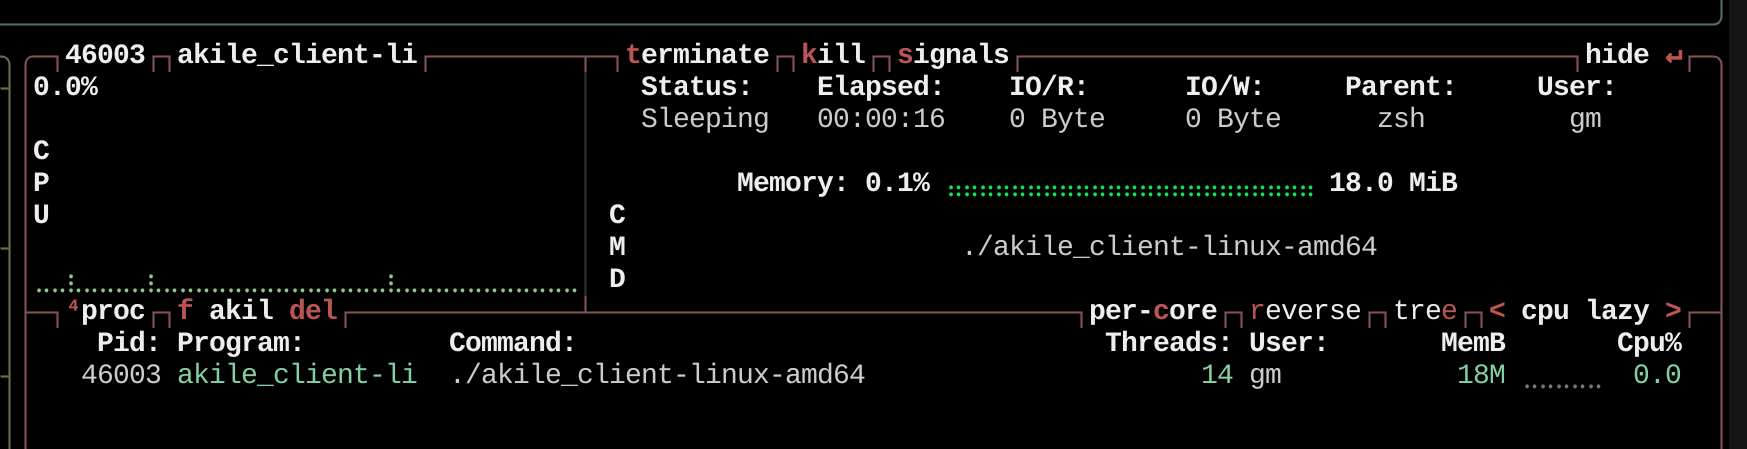 46003 akile_client-li terminate kill signals hide ↵
0.0% Status: Elapsed: IO/R: IO/W: Parent: User:
Sleeping 00:00:16 0 Byte 0 Byte zsh gm
C
P Memory: 0.1% 18.0 MiB
U C
M ./akile_client-linux-amd64
D
⁴proc f akil del per-core reverse tree < cpu lazy >
Pid: Program: Command: Threads: User: MemB Cpu%
46003 akile_client-li ./akile_client-linux-amd64 14 gm 18M 0.0